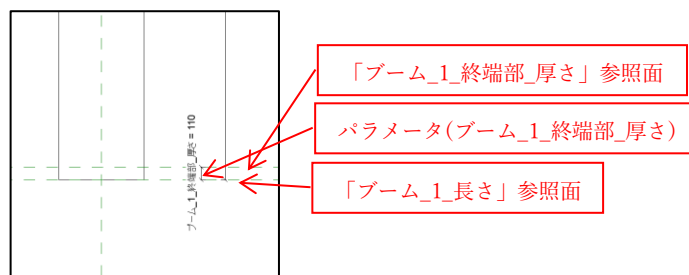 「ブーム_1_終端部_厚さ」参照面
パラメータ(ブーム_1_終端部_厚さ)
「ブーム_1_長さ」参照面
ブーム_1_終端部_厚さ = 110